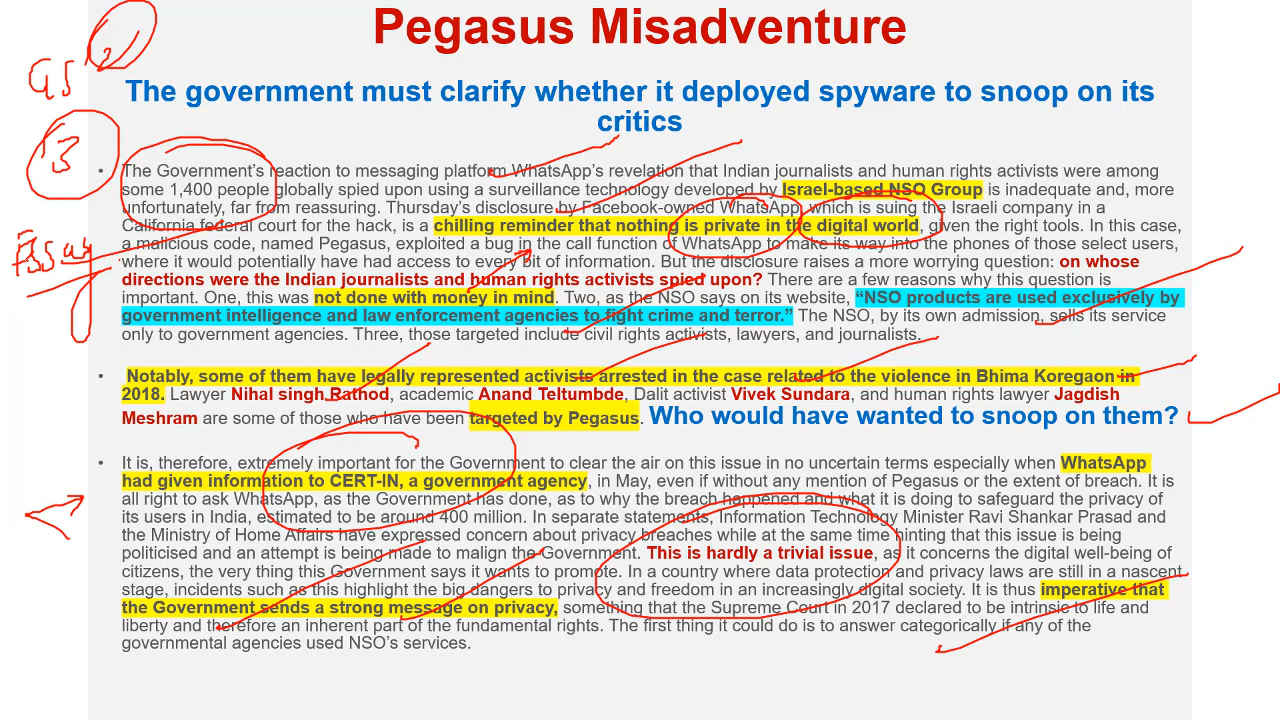 Pegasus Misadventure
The government must clarify whether it deployed spyware to snoop on its
critics
GS 2
3
Essay
• The Government's reaction to messaging platform WhatsApp's revelation that Indian journalists and human rights activists were among
some 1,400 people globally spied upon using a surveillance technology developed by Israel-based NSO Group is inadequate and, more
unfortunately, far from reassuring. Thursday's disclosure by Facebook-owned WhatsApp, which is suing the Israeli company in a
California federal court for the hack, is a chilling reminder that nothing is private in the digital world, given the right tools. In this case,
a malicious code, named Pegasus, exploited a bug in the call function of WhatsApp to make its way into the phones of those select users,
where it would potentially have had access to every bit of information. But the disclosure raises a more worrying question: on whose
directions were the Indian journalists and human rights activists spied upon? There are a few reasons why this question is
important. One, this was not done with money in mind. Two, as the NSO says on its website, “NSO products are used exclusively by
government intelligence and law enforcement agencies to fight crime and terror.” The NSO, by its own admission, sells its service
only to government agencies. Three, those targeted include civil rights activists, lawyers, and journalists.
• Notably, some of them have legally represented activists arrested in the case related to the violence in Bhima Koregaon in
2018. Lawyer Nihal singh Rathod, academic Anand Teltumbde, Dalit activist Vivek Sundara, and human rights lawyer Jagdish
Meshram are some of those who have been targeted by Pegasus. Who would have wanted to snoop on them?
• It is, therefore, extremely important for the Government to clear the air on this issue in no uncertain terms especially when WhatsApp
had given information to CERT-IN, a government agency, in May, even if without any mention of Pegasus or the extent of breach. It is
all right to ask WhatsApp, as the Government has done, as to why the breach happened and what it is doing to safeguard the privacy of
its users in India, estimated to be around 400 million. In separate statements, Information Technology Minister Ravi Shankar Prasad and
the Ministry of Home Affairs have expressed concern about privacy breaches while at the same time hinting that this issue is being
politicised and an attempt is being made to malign the Government. This is hardly a trivial issue, as it concerns the digital well-being of
citizens, the very thing this Government says it wants to promote. In a country where data protection and privacy laws are still in a nascent
stage, incidents such as this highlight the big dangers to privacy and freedom in an increasingly digital society. It is thus imperative that
the Government sends a strong message on privacy, something that the Supreme Court in 2017 declared to be intrinsic to life and
liberty and therefore an inherent part of the fundamental rights. The first thing it could do is to answer categorically if any of the
governmental agencies used NSO's services.